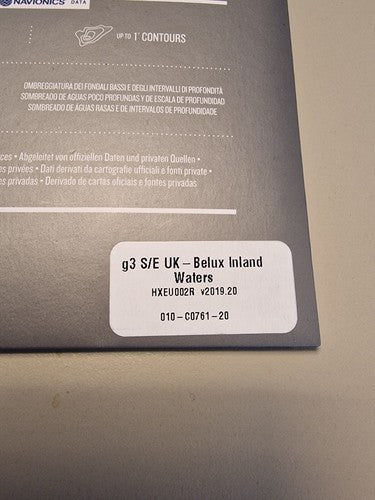 NAVIONICS DATA
UP TO 1' CONTOURS
OMBREGGIATURA DEI FONDALI BASSI E DEGLI INTERVALLI DI PROFONDITÀ
SOMBREADO DE AGUAS POCO PROFUNDAS Y DE ESCALA DE PROFUNDIDAD
SOMBREADO DE ÁGUAS RASAS E DE INTERVALOS DE PROFUNDIDADE
• Abgeleitet von offiziellen Daten und privaten Quellen •
privées • Dati derivati da cartografie ufficiali e fonti private •
privadas • Derivado de cartas oficiais e fontes privadas
g3 S/E UK – Belux Inland
Waters
HXEU002R v2019.20
010-C0761-20